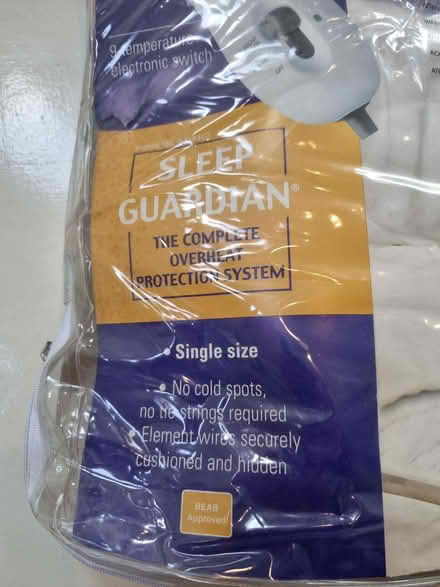 9 temperature
electronic switch
SLEEP
GUARDIAN®
THE COMPLETE
OVERHEAT
PROTECTION SYSTEM
• Single size
• No cold spots,
no tie strings required
• Element wires securely
cushioned and hidden
BEAB
Approved